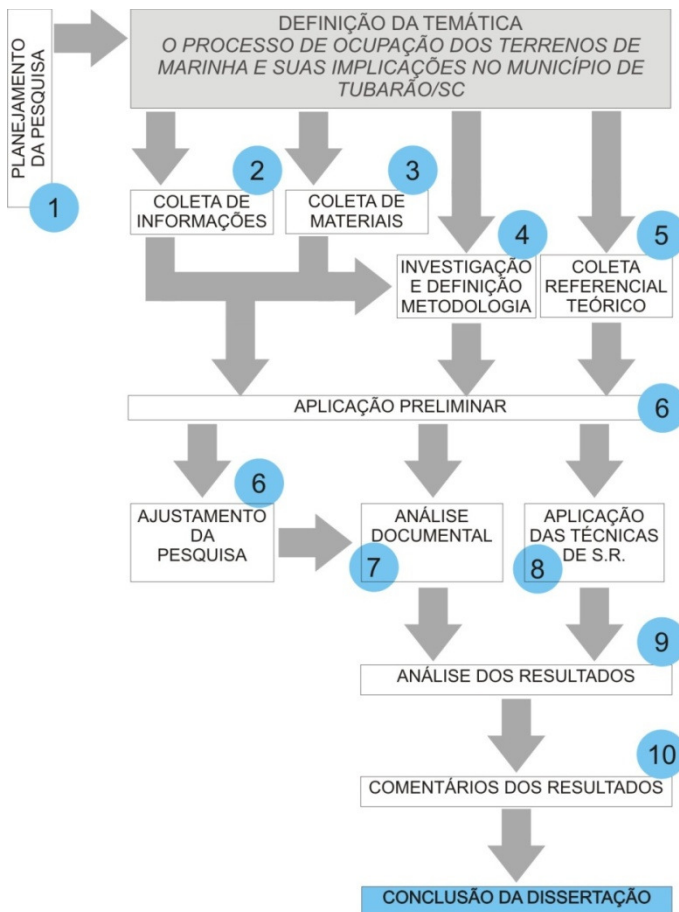 PLANEJAMENTO
DA PESQUISA
1
DEFINIÇÃO DA TEMÁTICA
O PROCESSO DE OCUPAÇÃO DOS TERRENOS DE
MARINHA E SUAS IMPLICAÇÕES NO MUNICÍPIO DE
TUBARÃO/SC
2
COLETA DE
INFORMAÇÕES
3
COLETA DE
MATERIAIS
4
INVESTIGAÇÃO
E DEFINIÇÃO
METODOLOGIA
5
COLETA
REFERENCIAL
TEÓRICO
APLICAÇÃO PRELIMINAR
6
6
AJUSTAMENTO
DA
PESQUISA
ANÁLISE
DOCUMENTAL
7
APLICAÇÃO
DAS TÉCNICAS
DE S.R.
8
9
ANÁLISE DOS RESULTADOS
10
COMENTÁRIOS DOS RESULTADOS
CONCLUSÃO DA DISSERTAÇÃO